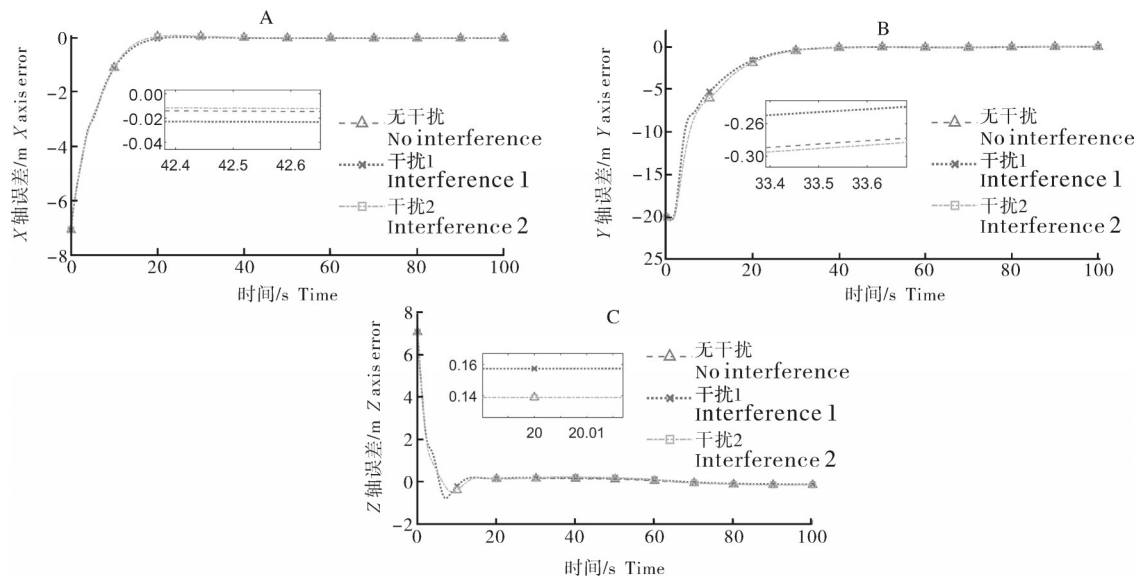 A
X 轴误差/m X axis error
0
-2
-4
-6
-8
0 20 40 60 80 100
时间/s Time
0.00
-0.02
-0.04
42.4 42.5 42.6
无干扰
No interference
干扰1
Interference 1
干扰2
Interference 2
B
Y 轴误差/m Y axis error
0
-5
-10
-15
-20
25
0 20 40 60 80 100
时间/s Time
-0.26
-0.30
33.4 33.5 33.6
无干扰
No interference
干扰1
Interference 1
干扰2
Interference 2
C
Z 轴误差/m Z axis error
8
6
4
2
0
-2
0 20 40 60 80 100
时间/s Time
0.16
0.14
20 20.01
无干扰
No interference
干扰1
Interference 1
干扰2
Interference 2